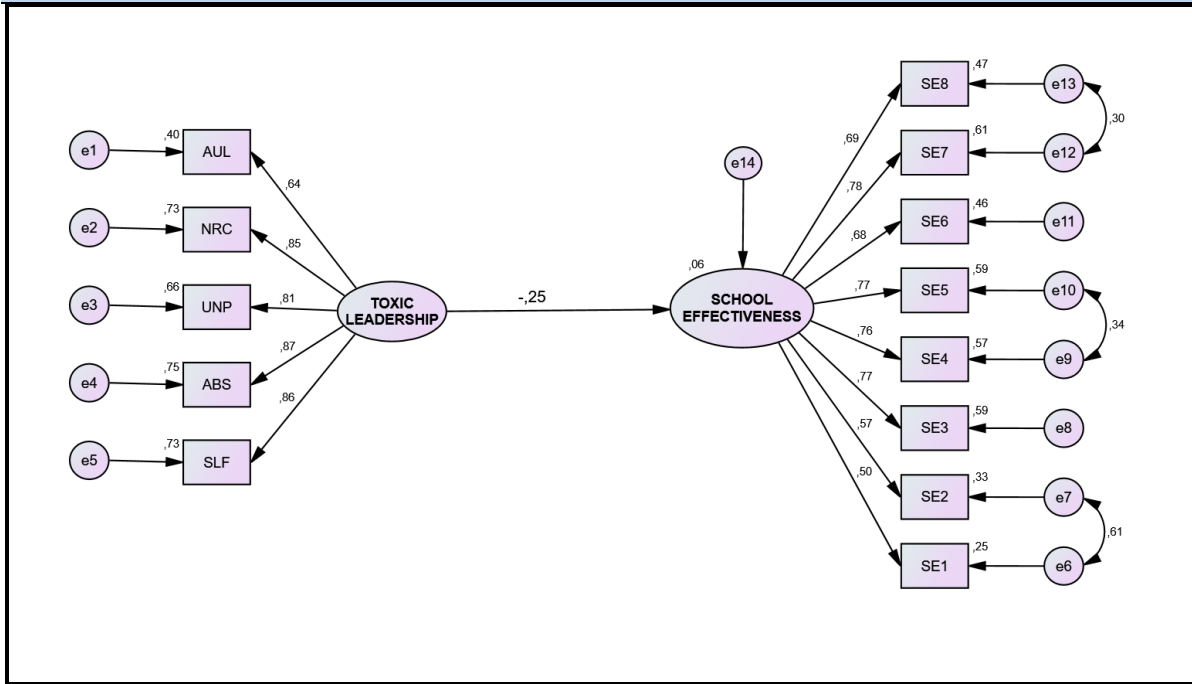 ,47
SE8
e13
,30
,69
,40
e1
AUL
,61
SE7
e12
e14
,64
,78
,73
e2
NRC
,46
SE6
e11
,85
,68
,06
,66
e3
UNP
,81
TOXIC
LEADERSHIP
-,25
SCHOOL
EFFECTIVENESS
,77
,59
SE5
e10
,34
,76
,57
SE4
e9
,87
,75
e4
ABS
,86
,77
,59
SE3
e8
,73
e5
SLF
,57
,33
SE2
e7
,61
,50
,25
SE1
e6